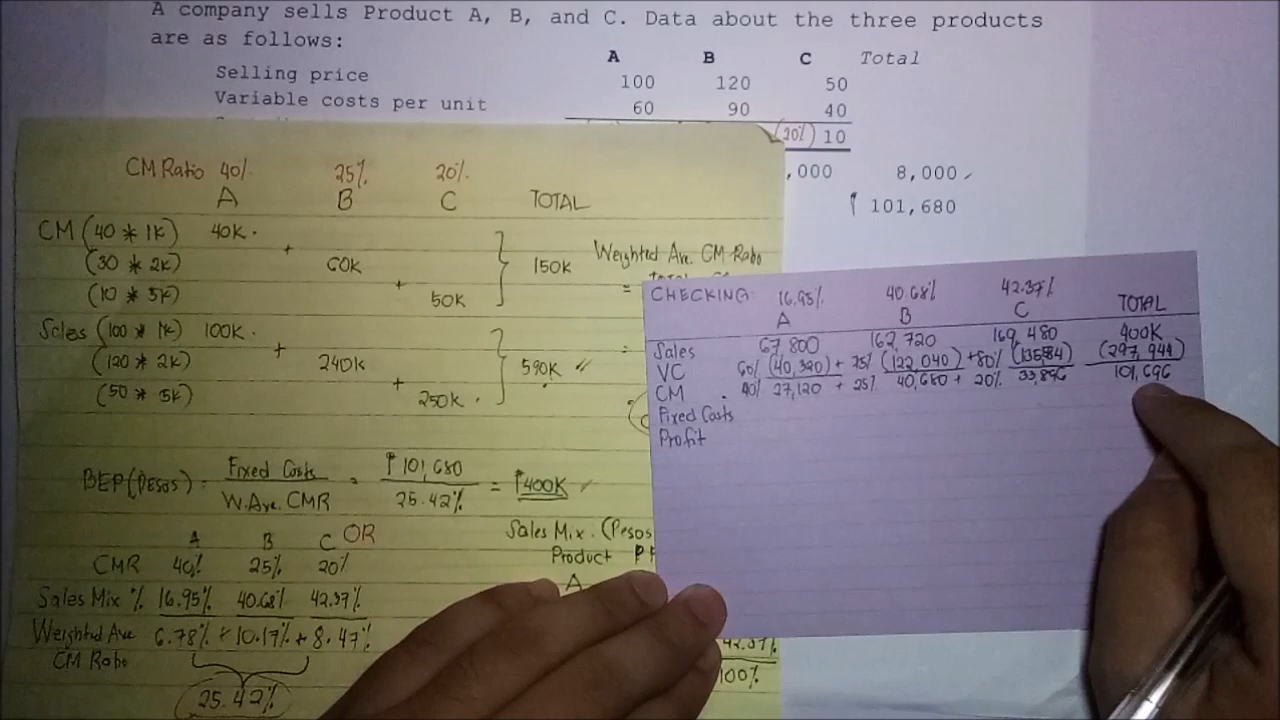 A company sells Product A, B, and C. Data about the three products
are as follows:
A B C Total
Selling price 100 120 50
Variable costs per unit 60 90 40
(20%) 10
,000 8,000
₱ 101,680
CM Ratio 40% 25% 20%
A B C TOTAL
CM (40 * 1K) 40K. +
(30 * 2K) 60K + 150K
(10 * 5K) 50K
Sales (100 * 1K) 100K. +
(120 * 2K) 240K + 590K
(50 * 5K) 250K.
Weighted Ave. CM Ratio
=
BEP (Pesos) = Fixed Costs = ₱101,680 = ₱400K
W. Ave. CMR 25.42%
A B C OR
CMR 40% 25% 20%
Sales Mix % 16.95% 40.68% 42.37%
Weighted Ave 6.78% + 10.17% + 8.47%
CM Ratio
25.42%
Sales Mix. (Pesos
Product
A
42.37%
100%
CHECKING: 16.95% 40.68% 42.37%
A B C TOTAL
Sales 67,800 162,720 169,480 400K
VC 60% + (122,040) + 80% (297,944)
CM 40% 27,120 + 25% 40,680 + 20% 33,896 101,696
Fixed Costs
Profit